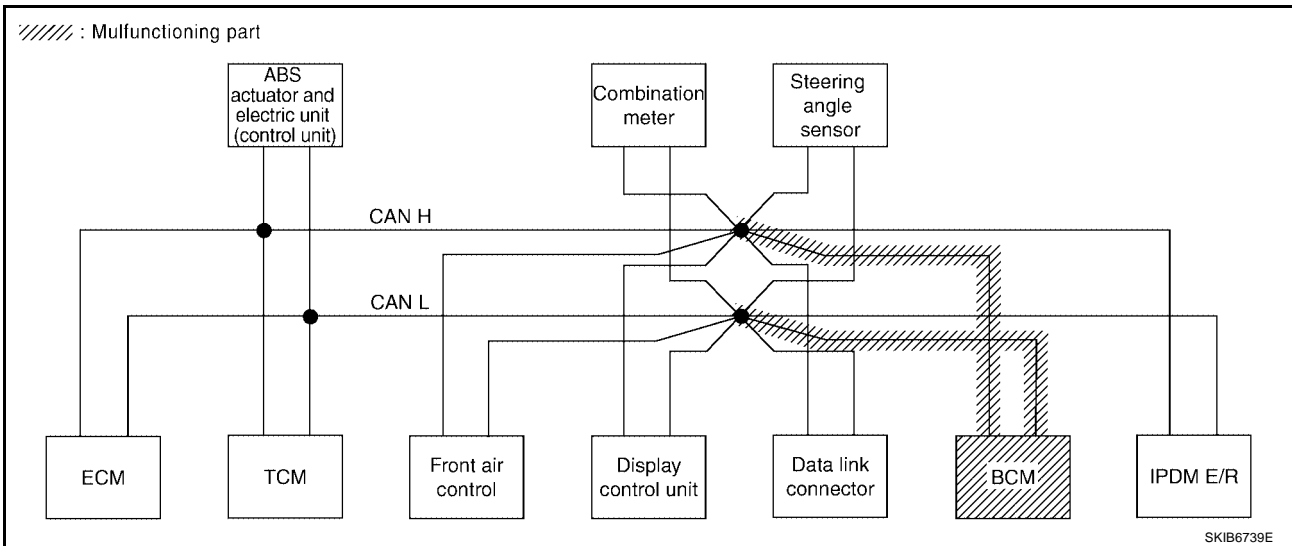 : Mulfunctioning part
ABS
actuator and
electric unit
(control unit)
Combination
meter
Steering
angle
sensor
CAN H
CAN L
ECM
TCM
Front air
control
Display
control unit
Data link
connector
BCM
IPDM E/R
SKIB6739E